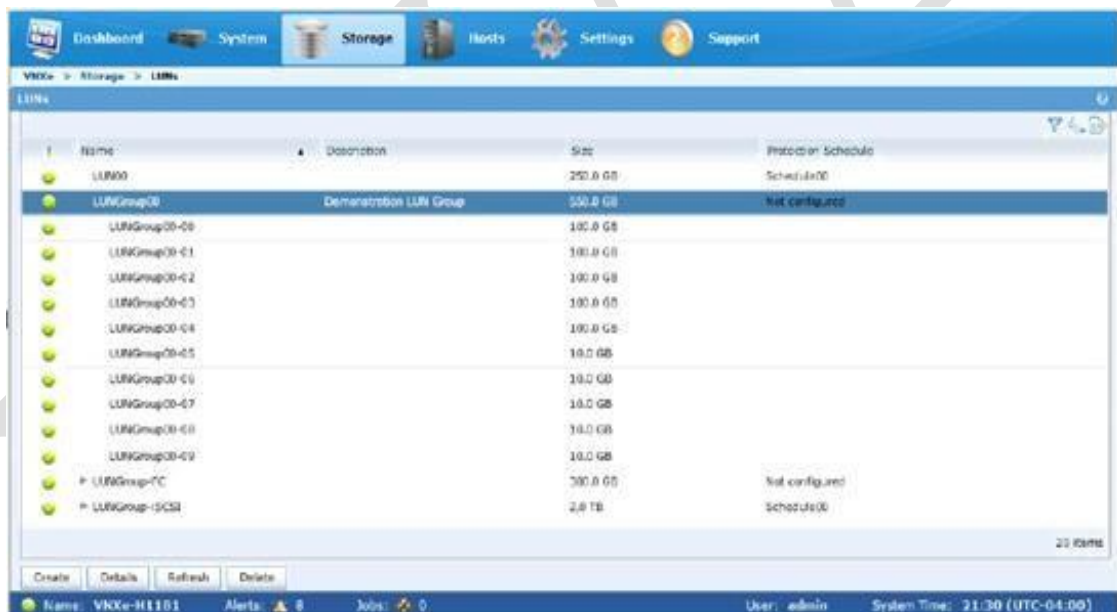 Dashboard System Storage Hosts Settings Support
VNXe > Storage > LUNs
LUNs
! Name Description Size Protection Schedule
LUN00 250.0 GB Schedule00
LUNGroup00 Demonstration LUN Group 550.0 GB Not configured
LUNGroup00-00 100.0 GB
LUNGroup00-01 100.0 GB
LUNGroup00-02 100.0 GB
LUNGroup00-03 100.0 GB
LUNGroup00-04 100.0 GB
LUNGroup00-05 10.0 GB
LUNGroup00-06 10.0 GB
LUNGroup00-07 10.0 GB
LUNGroup00-08 10.0 GB
LUNGroup00-09 10.0 GB
LUNGroup-FC 300.0 GB Not configured
LUNGroup-iSCSI 2.0 TB Schedule00
items
Create Details Refresh Delete
Name: VNXe-H1181 Alerts: 8 Jobs: 0 User: admin System Time: 21:30 (UTC-04:00)